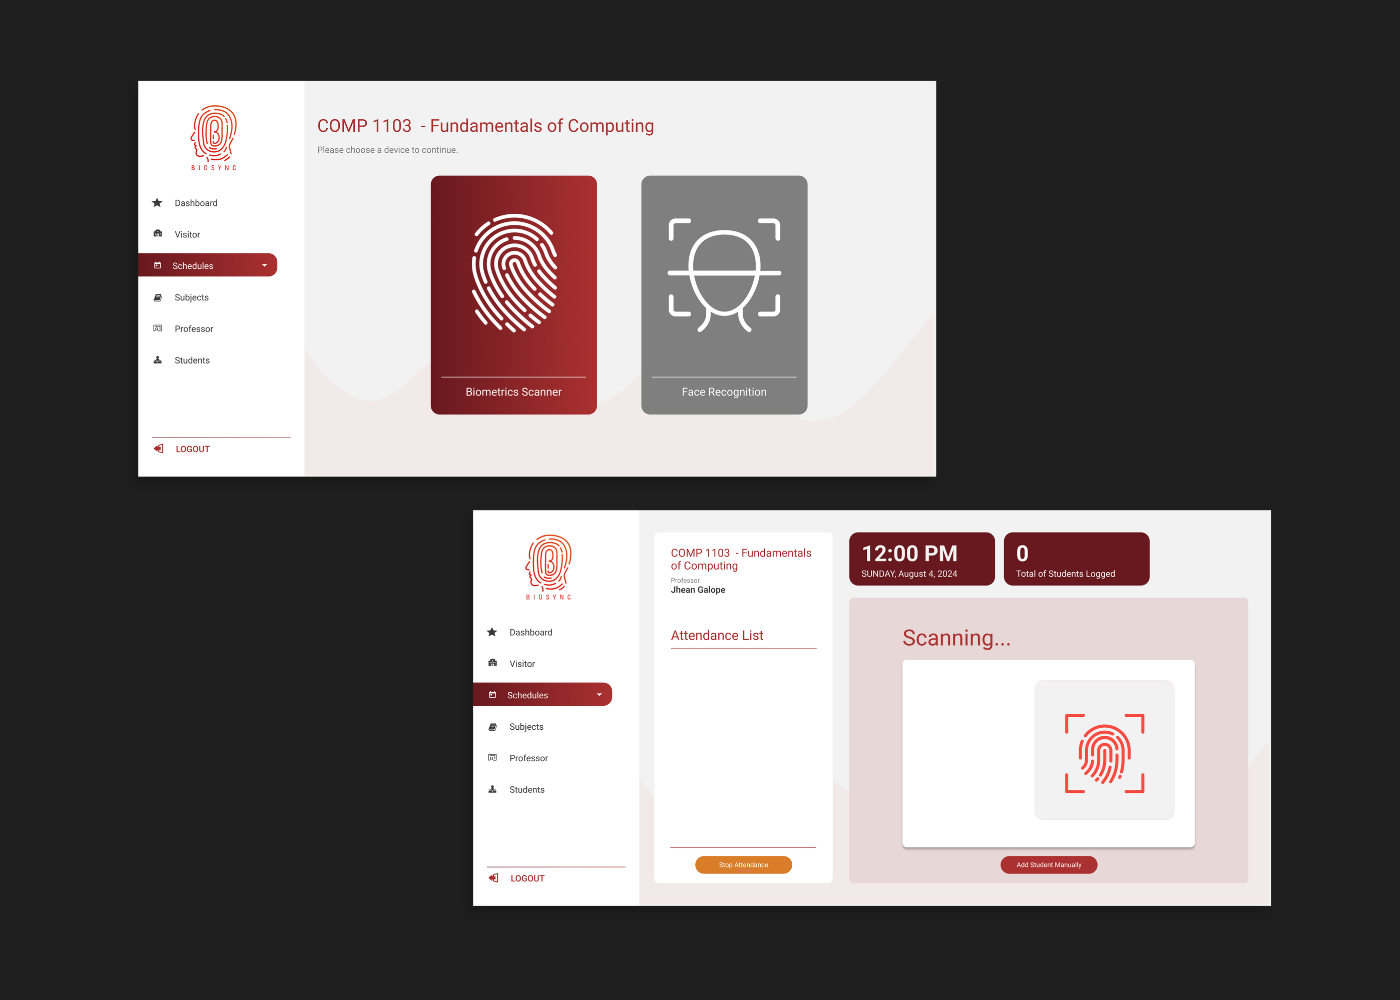 BIOSYNC
Dashboard
Visitor
Schedules
Subjects
Professor
Students
LOGOUT
COMP 1103 - Fundamentals of Computing
Please choose a device to continue.
Biometrics Scanner
Face Recognition
BIOSYNC
Dashboard
Visitor
Schedules
Subjects
Professor
Students
LOGOUT
COMP 1103 - Fundamentals
of Computing
Professor
Jhean Galope
Attendance List
Stop Attendance
12:00 PM
SUNDAY, August 4, 2024
0
Total of Students Logged
Scanning...
Add Student Manually